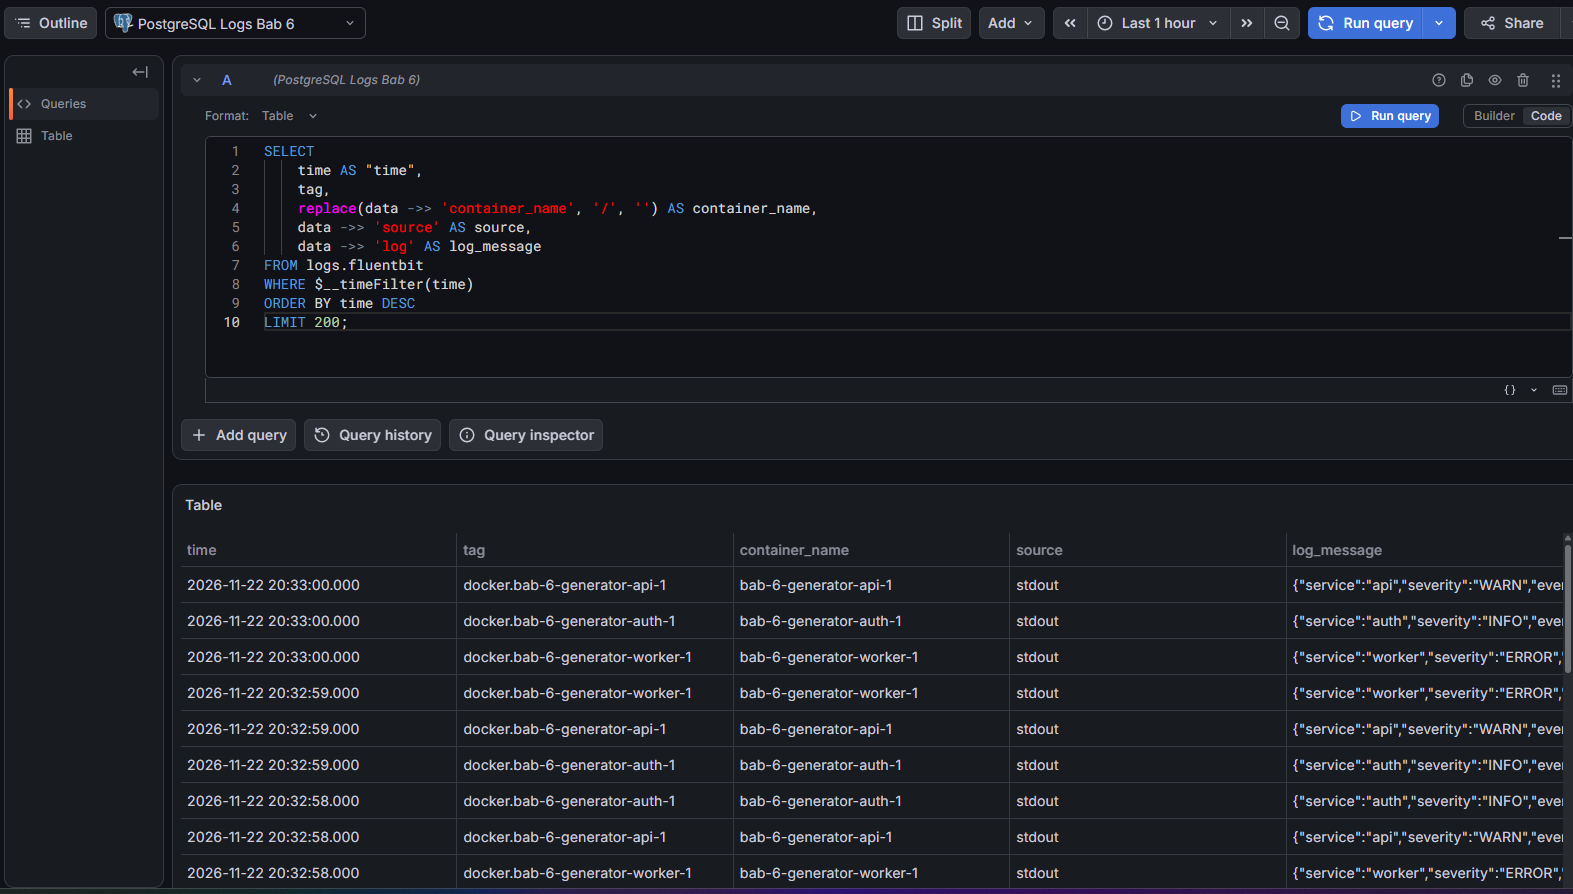 Outline
PostgreSQL Logs Bab 6
Split
Add
Last 1 hour
Run query
Share
Queries
Table
A
(PostgreSQL Logs Bab 6)
Format: Table
Run query
Builder
Code
1 SELECT
2 time AS "time",
3 tag,
4 replace(data ->> 'container_name', '/', '') AS container_name,
5 data ->> 'source' AS source,
6 data ->> 'log' AS log_message
7 FROM logs.fluentbit
8 WHERE $__timeFilter(time)
9 ORDER BY time DESC
10 LIMIT 200;
{}
Add query
Query history
Query inspector
Table
time tag container_name source log_message
2026-11-22 20:33:00.000 docker.bab-6-generator-api-1 bab-6-generator-api-1 stdout {"service":"api","severity":"WARN","eve
2026-11-22 20:33:00.000 docker.bab-6-generator-auth-1 bab-6-generator-auth-1 stdout {"service":"auth","severity":"INFO","eve
2026-11-22 20:33:00.000 docker.bab-6-generator-worker-1 bab-6-generator-worker-1 stdout {"service":"worker","severity":"ERROR",
2026-11-22 20:32:59.000 docker.bab-6-generator-worker-1 bab-6-generator-worker-1 stdout {"service":"worker","severity":"ERROR",
2026-11-22 20:32:59.000 docker.bab-6-generator-api-1 bab-6-generator-api-1 stdout {"service":"api","severity":"WARN","eve
2026-11-22 20:32:59.000 docker.bab-6-generator-auth-1 bab-6-generator-auth-1 stdout {"service":"auth","severity":"INFO","eve
2026-11-22 20:32:58.000 docker.bab-6-generator-auth-1 bab-6-generator-auth-1 stdout {"service":"auth","severity":"INFO","eve
2026-11-22 20:32:58.000 docker.bab-6-generator-api-1 bab-6-generator-api-1 stdout {"service":"api","severity":"WARN","eve
2026-11-22 20:32:58.000 docker.bab-6-generator-worker-1 bab-6-generator-worker-1 stdout {"service":"worker","severity":"ERROR",